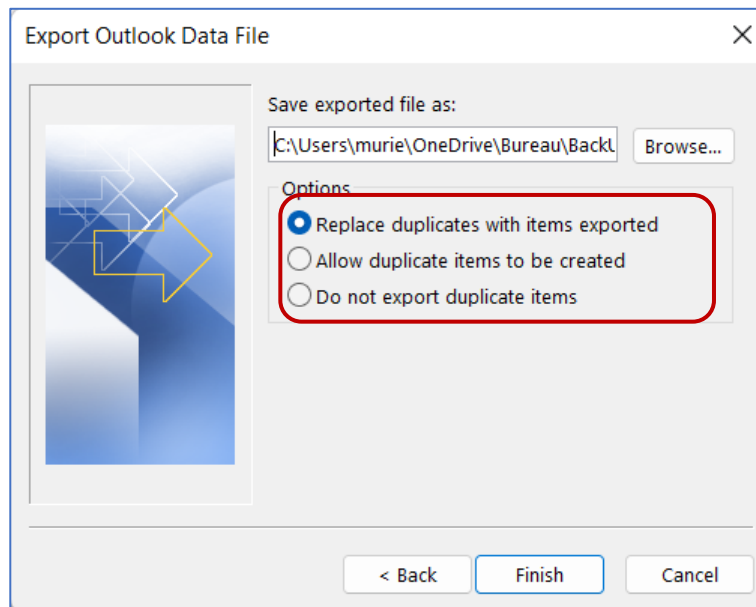 Export Outlook Data File
Save exported file as:
C:\Users\murie\OneDrive\Bureau\Back
Browse...
Options
Replace duplicates with items exported
Allow duplicate items to be created
Do not export duplicate items
< Back
Finish
Cancel